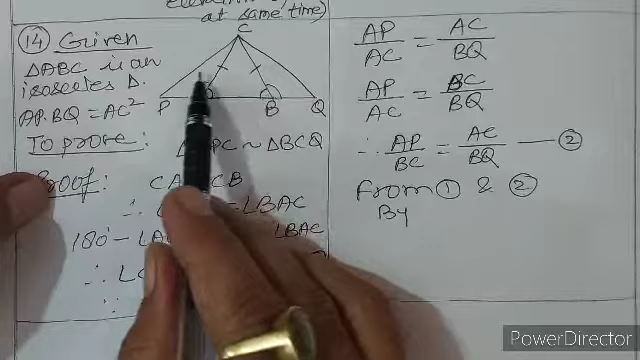 at same time)
14 Given
ΔABC is an
isosceles Δ.
AP.BQ = AC²
C
P
B
Q
To prove:
PC ~ ΔBCQ
Proof: CA
CB
∴
= ∠BAC
180° - ∠A
∠BAC
∴ ∠C
∵
AP/AC = AC/BQ
AP/AC = BC/BQ
∴ AP/BC = AC/BQ — 2
From 1 & 2
By
PowerDirector